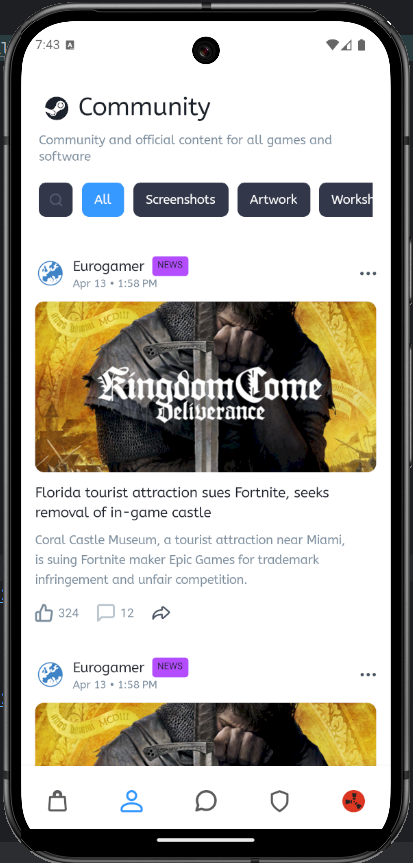 7:43
Community
Community and official content for all games and
software
All
Screenshots
Artwork
Worksh
Eurogamer NEWS
Apr 13 • 1:58 PM
Kingdom Come
Deliverance
Florida tourist attraction sues Fortnite, seeks
removal of in-game castle
Coral Castle Museum, a tourist attraction near Miami,
is suing Fortnite maker Epic Games for trademark
infringement and unfair competition.
324
12
Eurogamer NEWS
Apr 13 • 1:58 PM